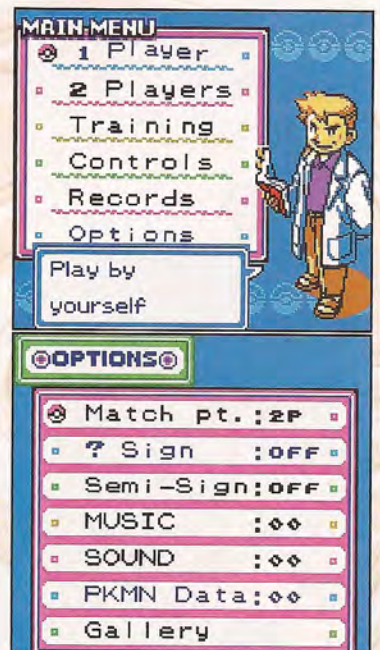 MAIN-MENU
1 Player
2 Players
Training
Controls
Records
Options
Play by
yourself
OPTIONS
Match pt.:2P
? Sign :OFF
Semi-Sign:OFF
MUSIC :◇◇
SOUND :◇◇
PKMN Data:◇◇
Gallery